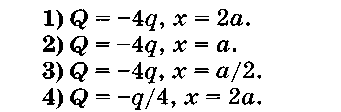 1) Q = −4q, x = 2a.
2) Q = −4q, x = a.
3) Q = −4q, x = a/2.
4) Q = −q/4, x = 2a.